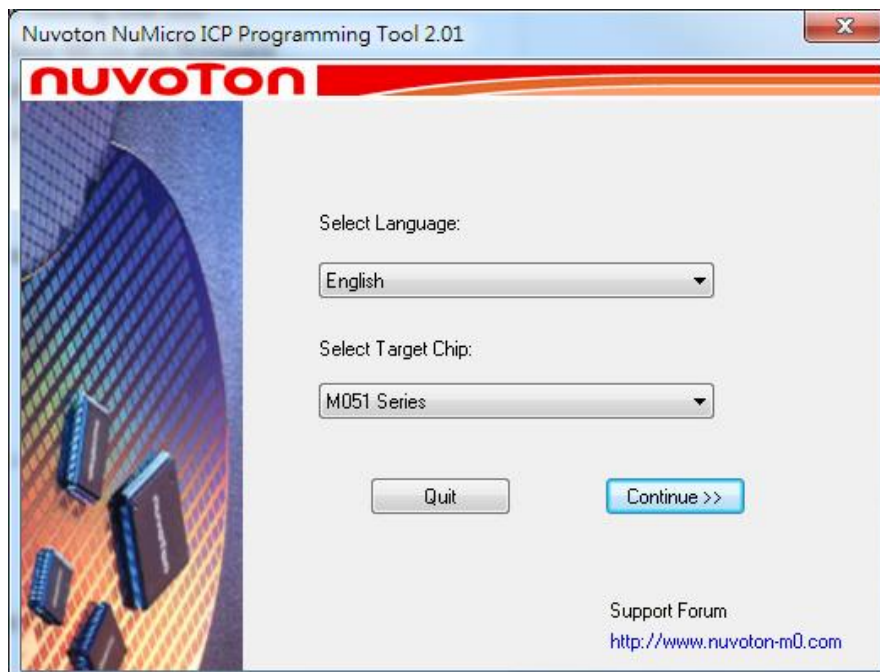 Nuvoton NuMicro ICP Programming Tool 2.01
nuvoTon
Select Language:
English
Select Target Chip:
M051 Series
Quit
Continue >>
nuvoTon
Support Forum
http://www.nuvoton-m0.com